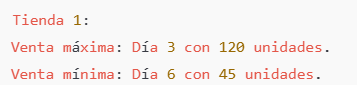 Tienda 1:
Venta máxima: Día 3 con 120 unidades.
Venta mínima: Día 6 con 45 unidades.